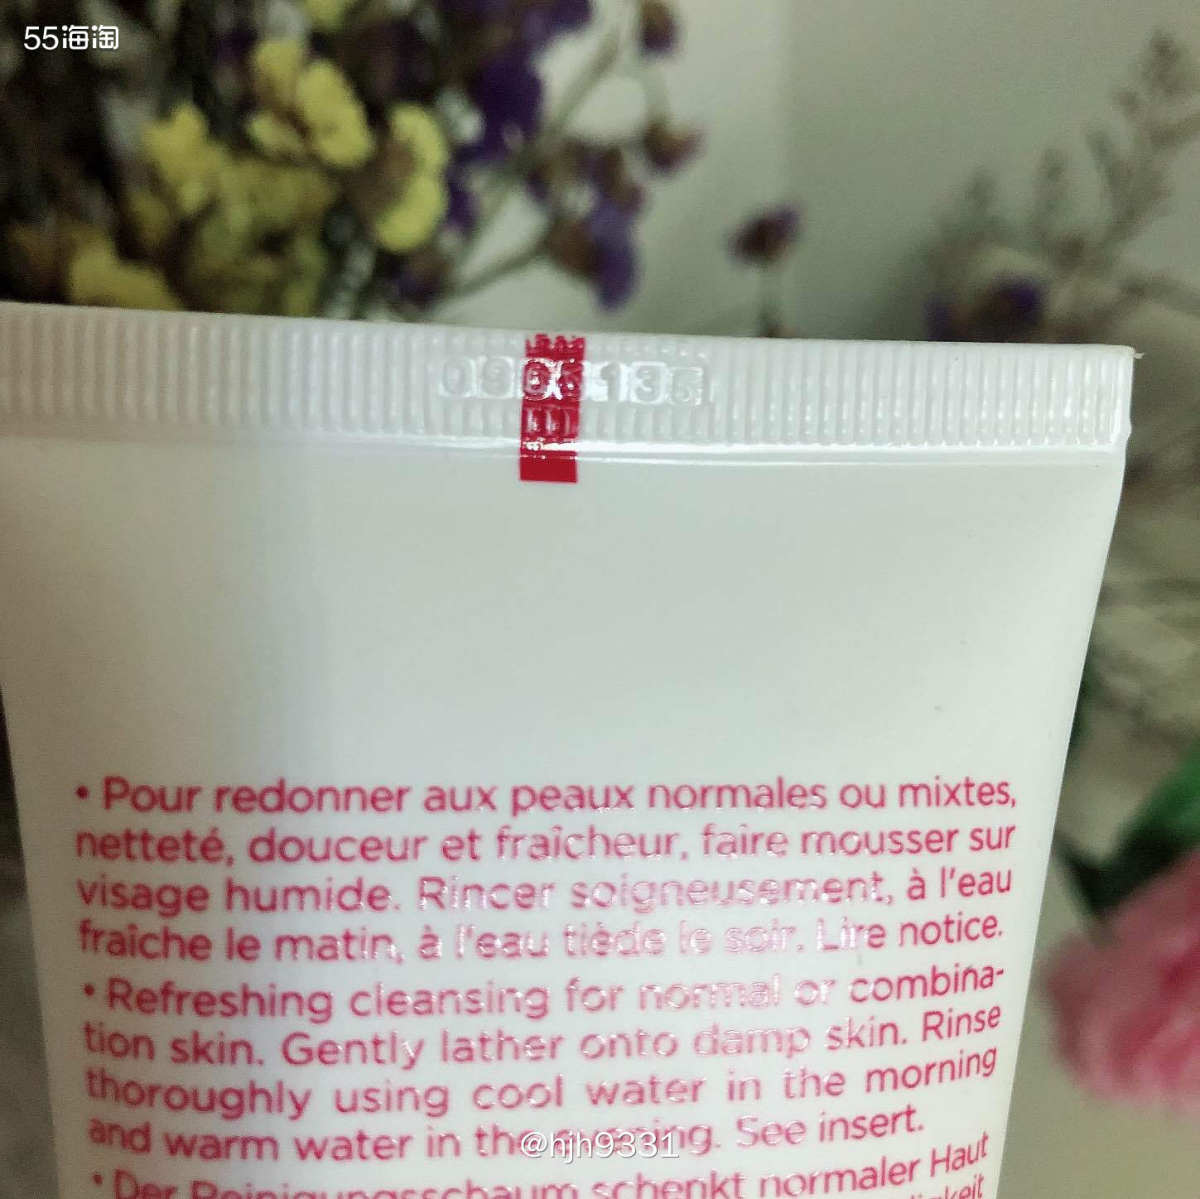 55海淘
• Pour redonner aux peaux normales ou mixtes,
netteté, douceur et fraîcheur, faire mousser sur
visage humide. Rincer soigneusement, à l'eau
fraîche le matin, à l'eau tiède le soir. Lire notice.
• Refreshing cleansing for normal or combina-
tion skin. Gently lather onto damp skin. Rinse
thoroughly using cool water in the morning
and warm water in the evening. See insert.
@hjh9331
• Der Reinigungsschaum schenkt normaler Haut